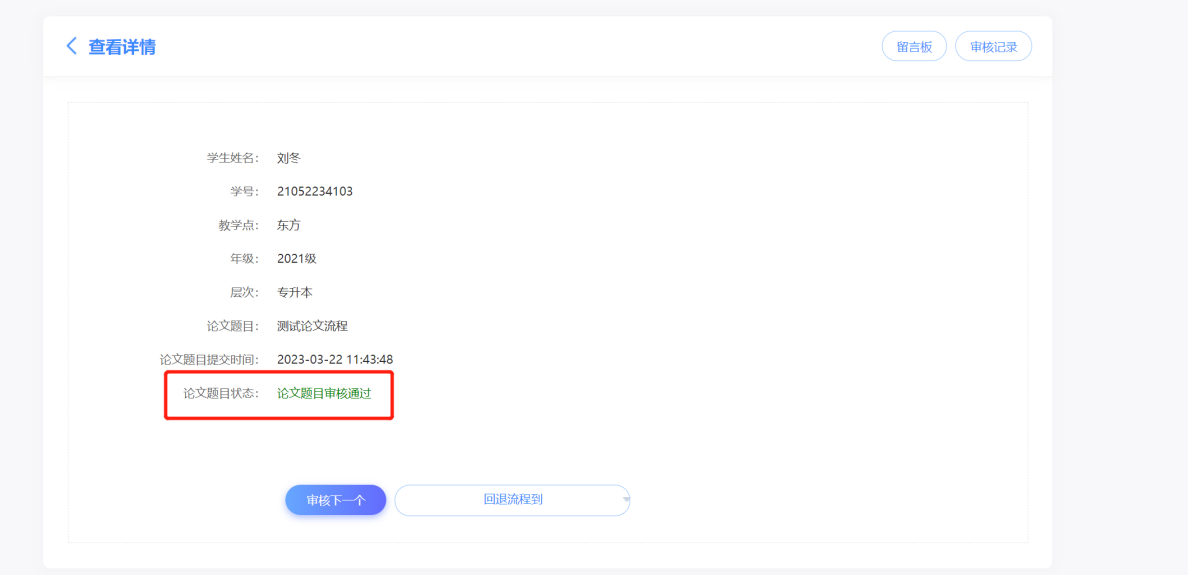 查看详情
留言板
审核记录
学生姓名: 刘冬
学号: 21052234103
教学点: 东方
年级: 2021级
层次: 专升本
论文题目: 测试论文流程
论文题目提交时间: 2023-03-22 11:43:48
论文题目状态: 论文题目审核通过
审核下一个
回退流程到